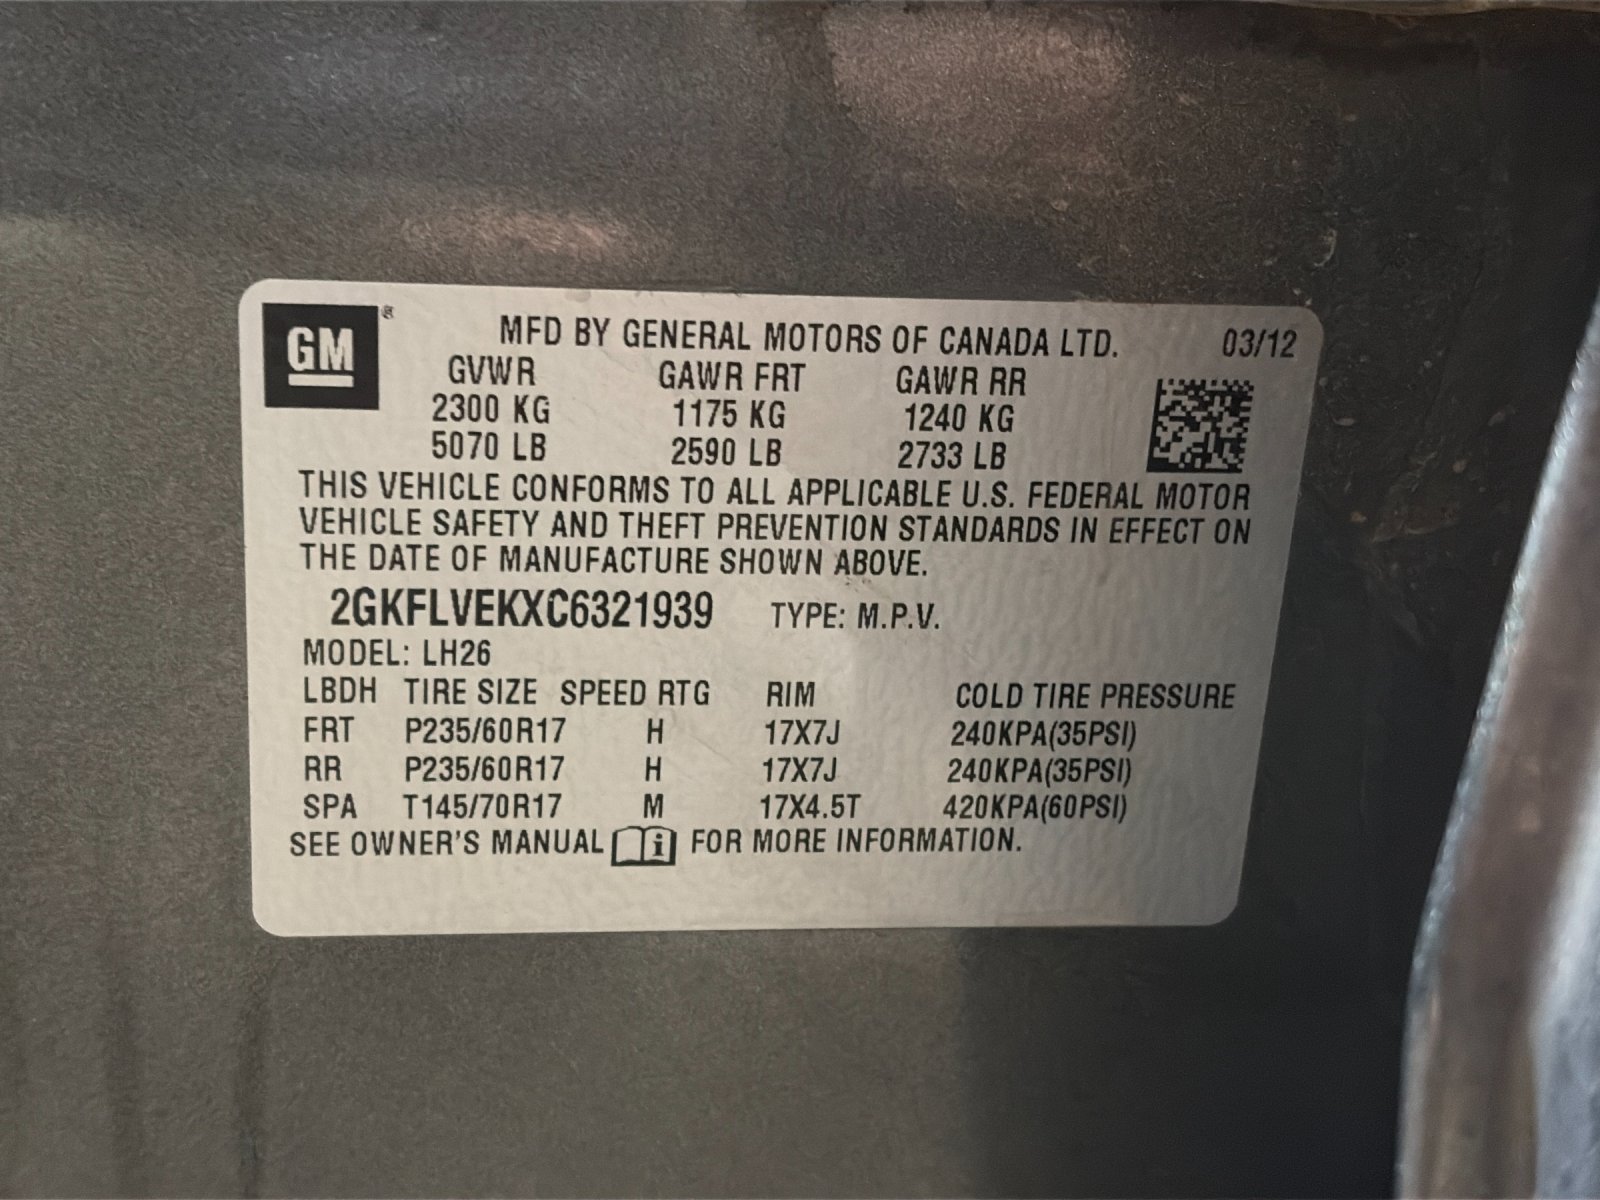 GM ®
MFD BY GENERAL MOTORS OF CANADA LTD. 03/12
GVWR GAWR FRT GAWR RR
2300 KG 1175 KG 1240 KG
5070 LB 2590 LB 2733 LB
THIS VEHICLE CONFORMS TO ALL APPLICABLE U.S. FEDERAL MOTOR
VEHICLE SAFETY AND THEFT PREVENTION STANDARDS IN EFFECT ON
THE DATE OF MANUFACTURE SHOWN ABOVE.
2GKFLVEKXC6321939 TYPE: M.P.V.
MODEL: LH26
LBDH TIRE SIZE SPEED RTG RIM COLD TIRE PRESSURE
FRT P235/60R17 H 17X7J 240KPA(35PSI)
RR P235/60R17 H 17X7J 240KPA(35PSI)
SPA T145/70R17 M 17X4.5T 420KPA(60PSI)
SEE OWNER'S MANUAL i FOR MORE INFORMATION.